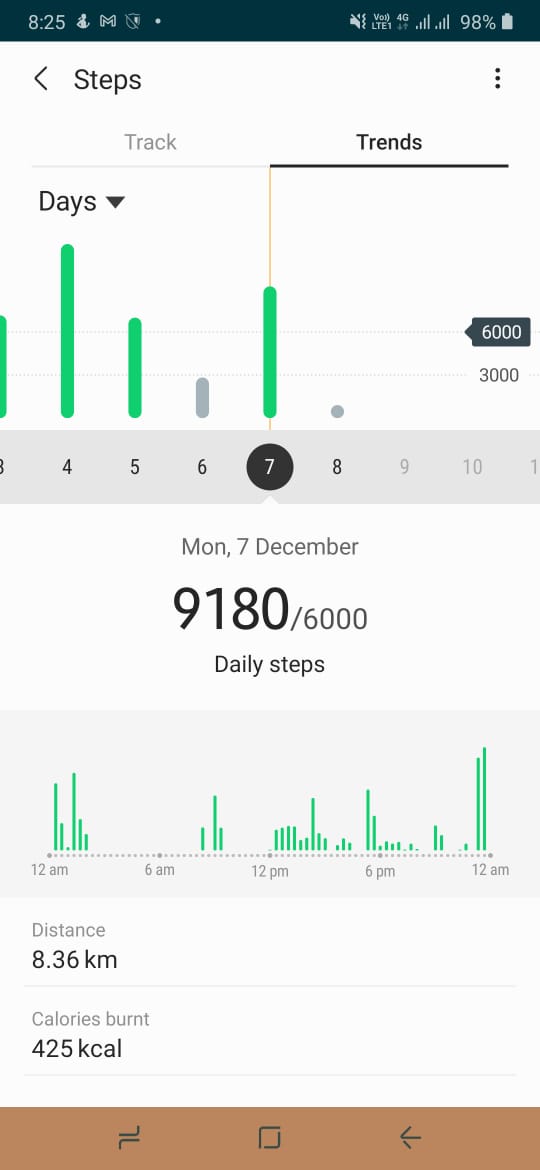 8:25
Vo)) 4G
LTE1
98%
Steps
Track Trends
Days
6000
3000
3 4 5 6 7 8 9 10 1
Mon, 7 December
9180/6000
Daily steps
12 am 6 am 12 pm 6 pm 12 am
Distance
8.36 km
Calories burnt
425 kcal